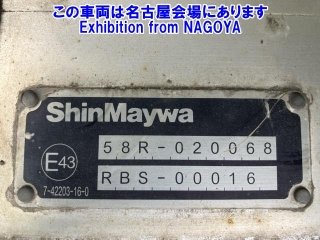 この車両は名古屋会場にあります
Exhibition from NAGOYA
ShinMaywa
58R-020068
E43
RBS-00016
7-42203-16-0